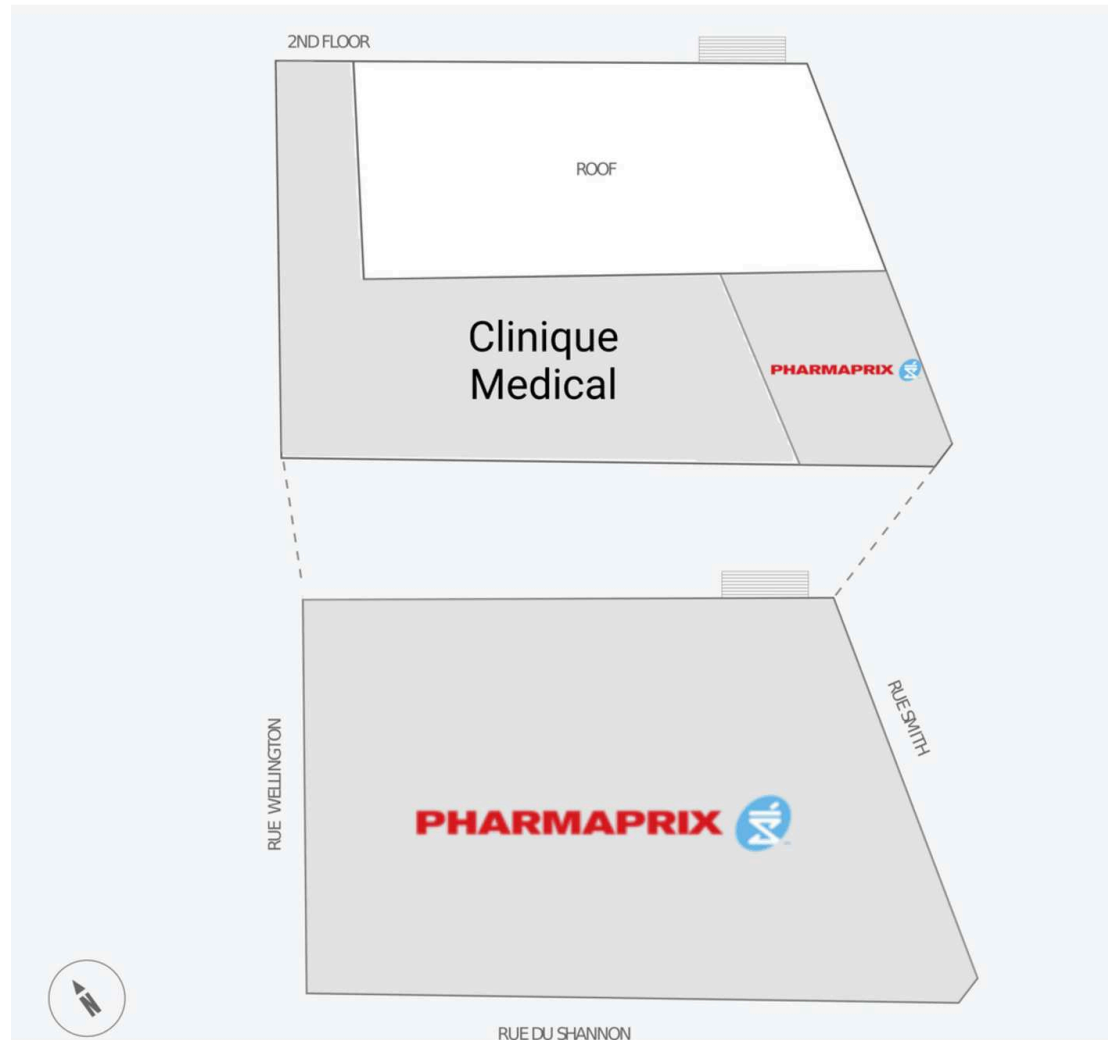 2ND FLOOR
ROOF
Clinique
Medical
PHARMAPRIX
RUE SMITH
RUE WELLINGTON
PHARMAPRIX
N
RUE DU SHANNON